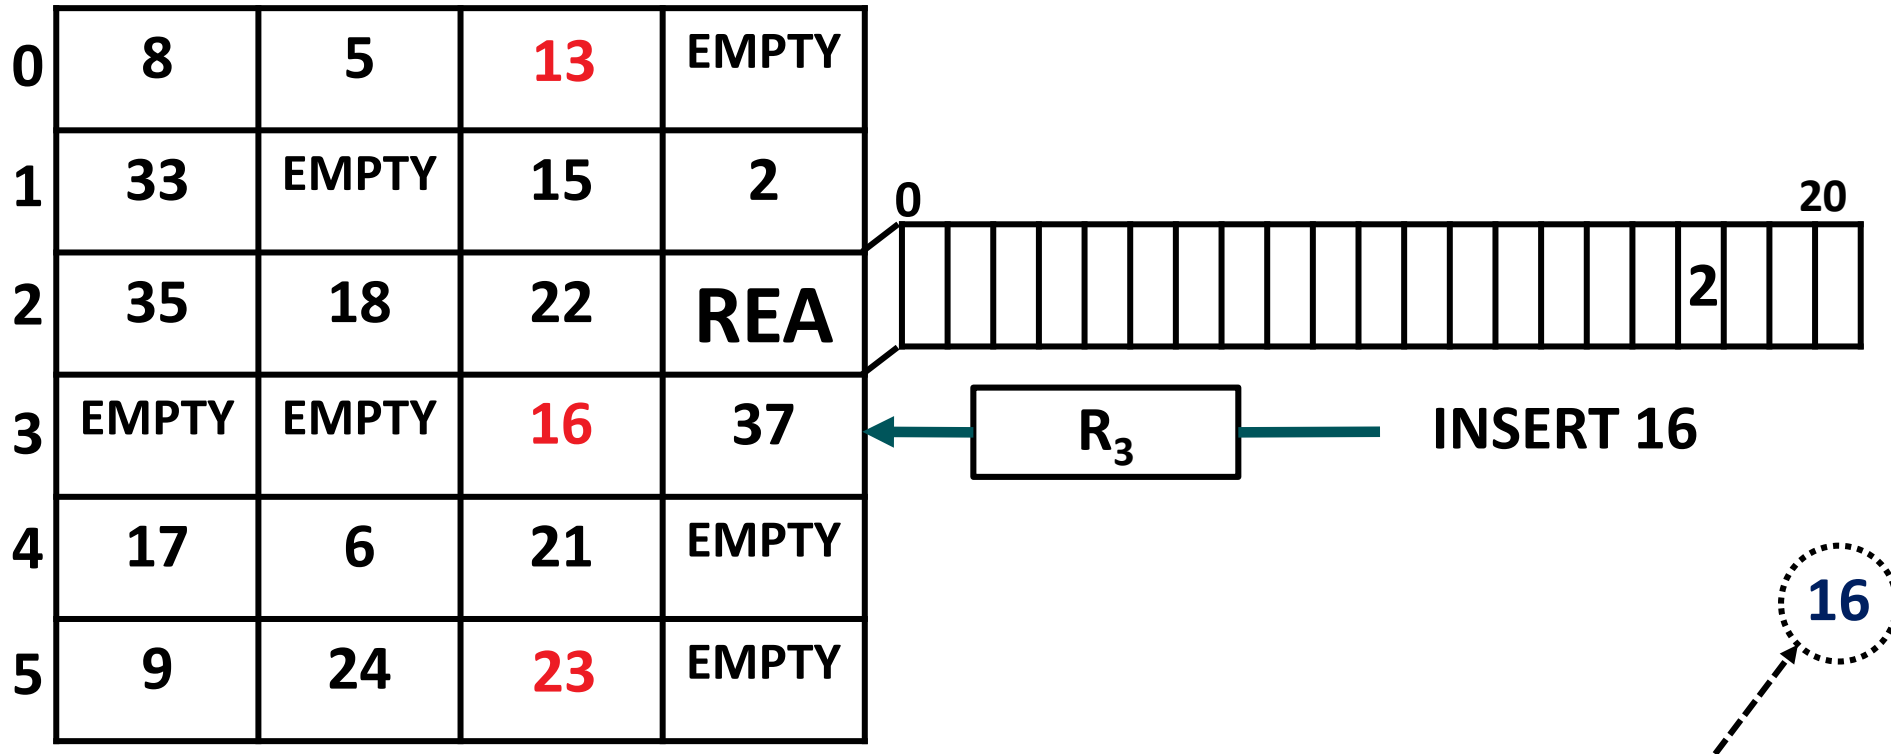 0 8 5 13 EMPTY
1 33 EMPTY 15 2
0 20
2 35 18 22 REA 2
3 EMPTY EMPTY 16 37 R3 INSERT 16
4 17 6 21 EMPTY
16
5 9 24 23 EMPTY